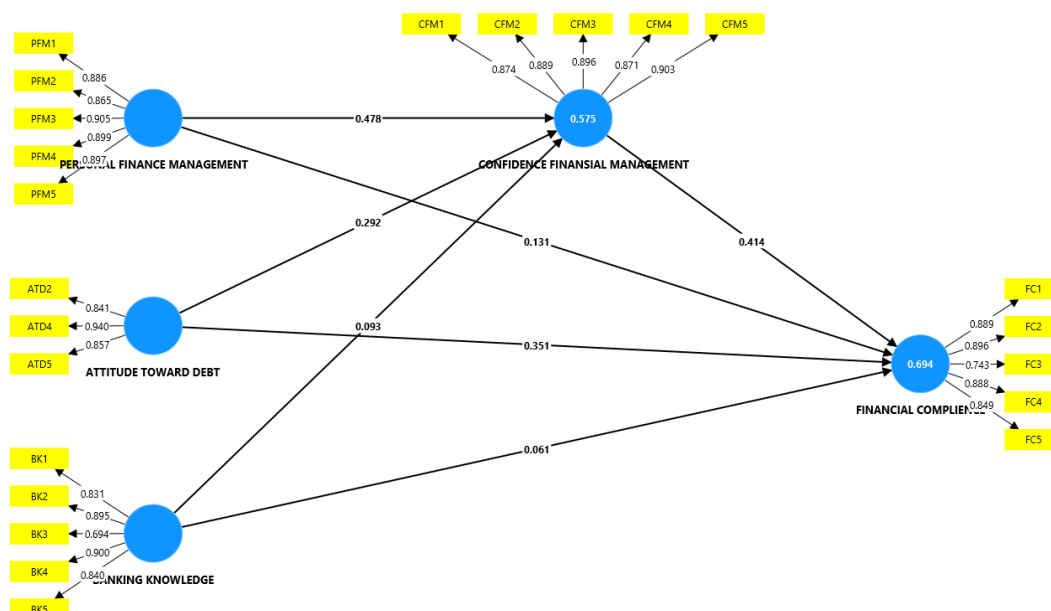 CFM1
CFM2
CFM3
CFM4
CFM5
PFM1
PFM2
PFM3
PFM4
PFM5
0.886
0.865
0.905
0.899
0.897
0.874
0.889
0.896
0.871
0.903
0.575
0.478
PERSONAL FINANCE MANAGEMENT
CONFIDENCE FINANSIAL MANAGEMENT
0.292
0.131
0.414
ATD2
ATD4
ATD5
0.841
0.940
0.857
ATTITUDE TOWARD DEBT
0.093
0.351
0.694
FC1
FC2
FC3
FC4
FC5
0.889
0.896
0.743
0.888
0.849
FINANCIAL COMPLIENCE
0.061
BK1
BK2
BK3
BK4
BK5
0.831
0.895
0.694
0.900
0.840
BANKING KNOWLEDGE